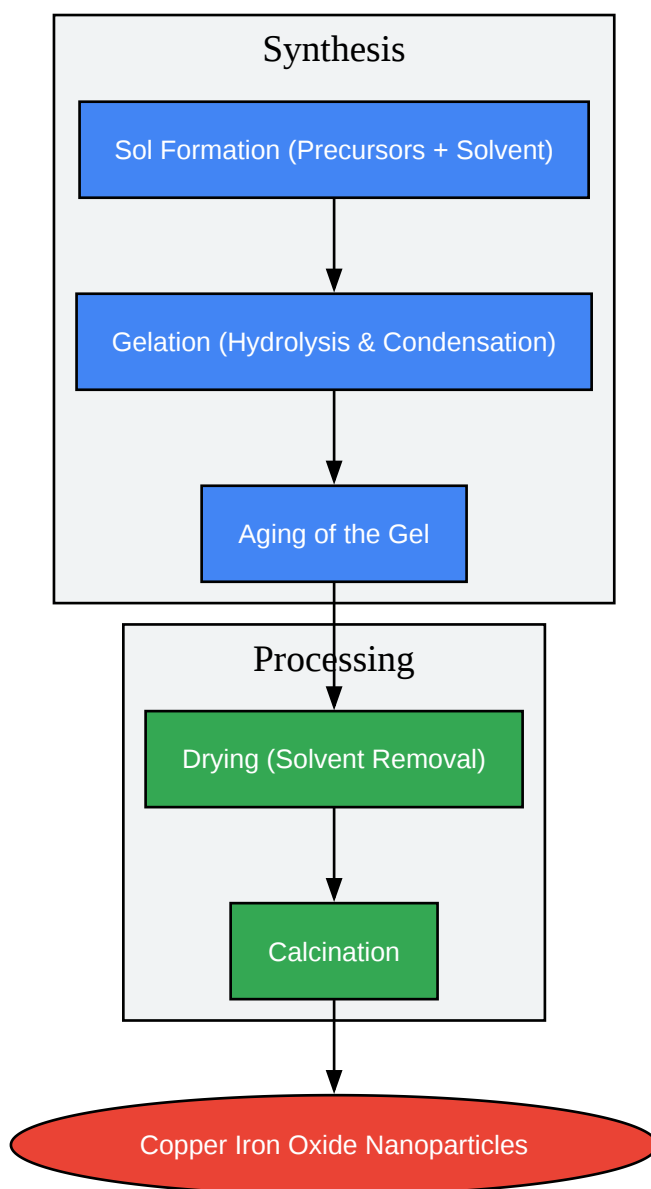 Synthesis
Sol Formation (Precursors + Solvent)
Gelation (Hydrolysis & Condensation)
Aging of the Gel
Processing
Drying (Solvent Removal)
Calcination
Copper Iron Oxide Nanoparticles